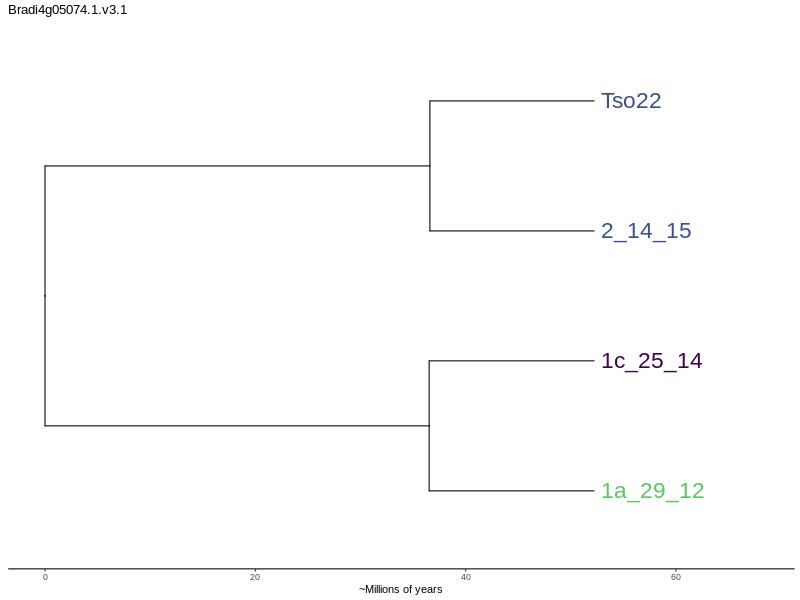 Bradi4g05074.1.v3.1
Tso22
2_14_15
1c_25_14
1a_29_12
0 20 40 60
~Millions of years